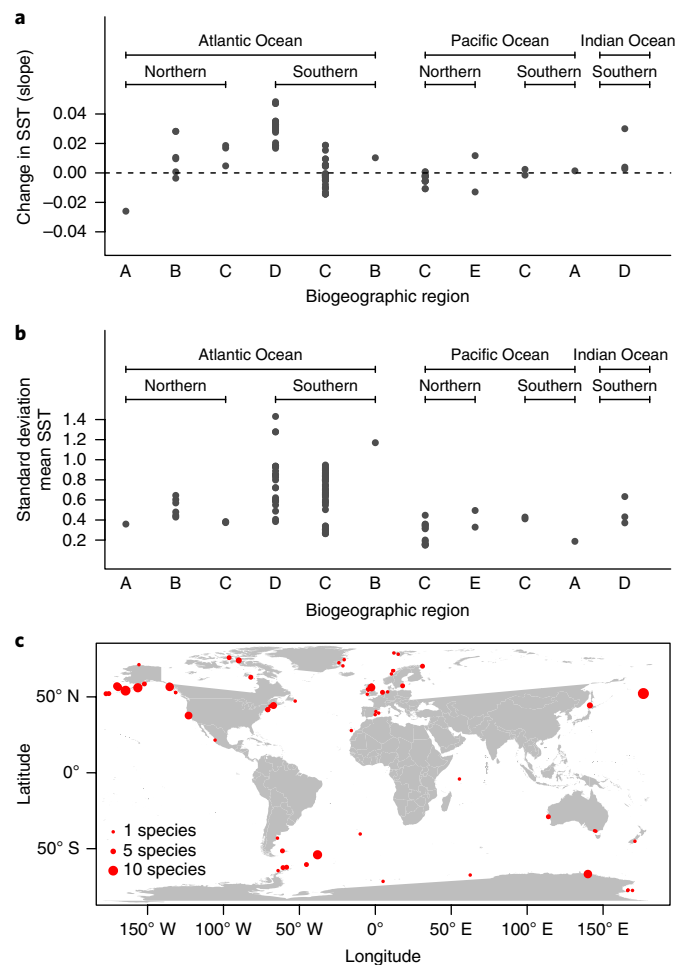 a
Atlantic Ocean Pacific Ocean Indian Ocean
Northern Southern Northern Southern Southern
Change in SST (slope)
0.04
0.02
0.00
–0.02
–0.04
A B C D C B C E C A D
Biogeographic region
b
Atlantic Ocean Pacific Ocean Indian Ocean
Northern Southern Northern Southern Southern
Standard deviation
mean SST
1.4
1.2
1.0
0.8
0.6
0.4
0.2
A B C D C B C E C A D
Biogeographic region
c
Latitude
50° N
0°
50° S
1 species
5 species
10 species
150° W 100° W 50° W 0° 50° E 100° E 150° E
Longitude